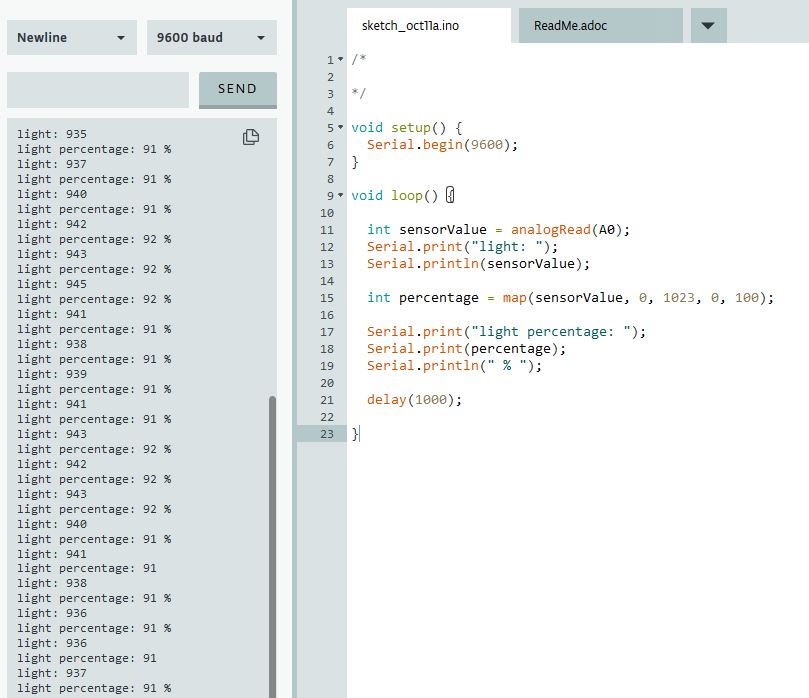 Newline
9600 baud
SEND
light: 935
light percentage: 91 %
light: 937
light percentage: 91 %
light: 940
light percentage: 91 %
light: 942
light percentage: 92 %
light: 943
light percentage: 92 %
light: 945
light percentage: 92 %
light: 941
light percentage: 91 %
light: 938
light percentage: 91 %
light: 939
light percentage: 91 %
light: 941
light percentage: 91 %
light: 943
light percentage: 92 %
light: 942
light percentage: 92 %
light: 943
light percentage: 92 %
light: 940
light percentage: 91 %
light: 941
light percentage: 91
light: 938
light percentage: 91 %
light: 936
light percentage: 91 %
light: 936
light percentage: 91
light: 937
light percentage: 91 %
sketch_oct11a.ino
ReadMe.adoc
1 /*
2
3 */
4
5 void setup() {
6 Serial.begin(9600);
7 }
8
9 void loop() {
10
11 int sensorValue = analogRead(A0);
12 Serial.print("light: ");
13 Serial.println(sensorValue);
14
15 int percentage = map(sensorValue, 0, 1023, 0, 100);
16
17 Serial.print("light percentage: ");
18 Serial.print(percentage);
19 Serial.println(" % ");
20
21 delay(1000);
22
23 }